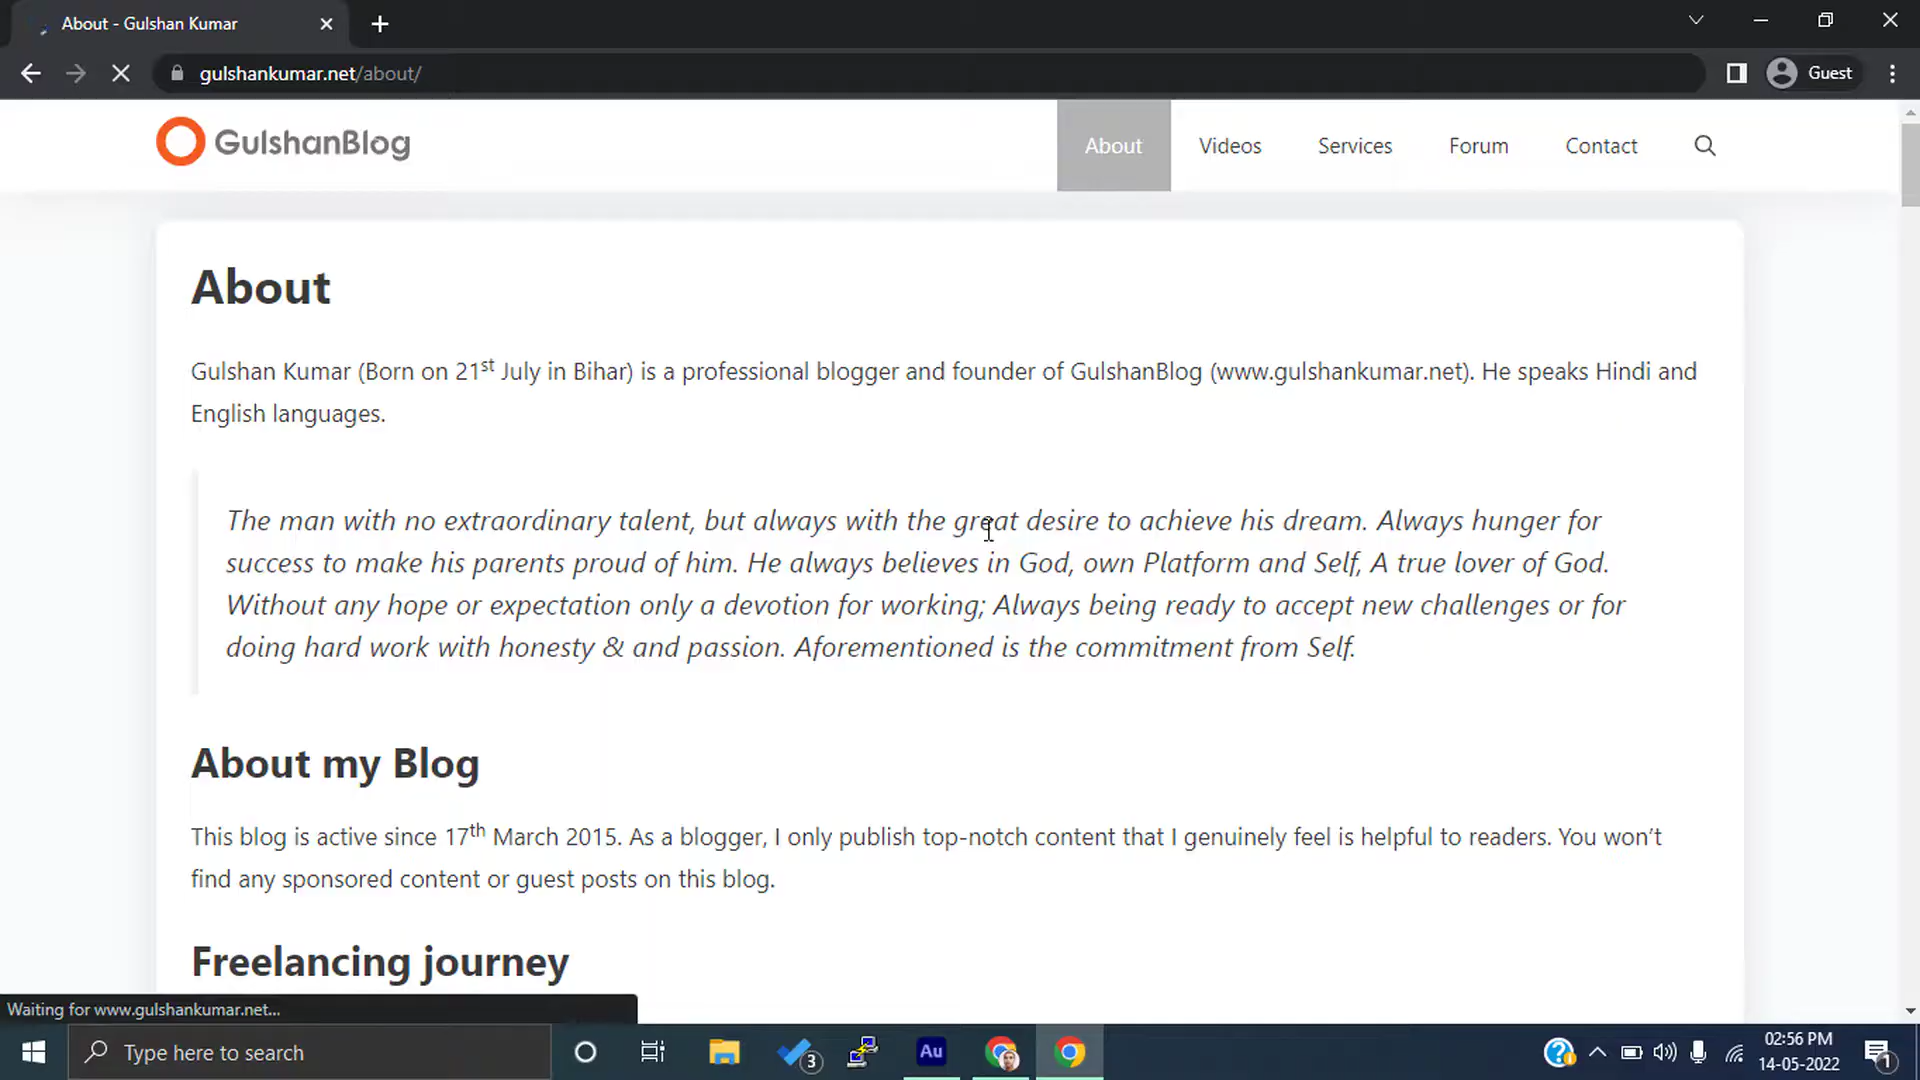 About - Gulshan Kumar
gulshankumar.net/about/
Guest
GulshanBlog
About
Videos
Services
Forum
Contact
About
Gulshan Kumar (Born on 21st July in Bihar) is a professional blogger and founder of GulshanBlog (www.gulshankumar.net). He speaks Hindi and
English languages.
The man with no extraordinary talent, but always with the great desire to achieve his dream. Always hunger for
success to make his parents proud of him. He always believes in God, own Platform and Self, A true lover of God.
Without any hope or expectation only a devotion for working; Always being ready to accept new challenges or for
doing hard work with honesty & and passion. Aforementioned is the commitment from Self.
About my Blog
This blog is active since 17th March 2015. As a blogger, I only publish top-notch content that I genuinely feel is helpful to readers. You won't
find any sponsored content or guest posts on this blog.
Freelancing journey
Waiting for www.gulshankumar.net...
Type here to search
3
Au
02:56 PM
14-05-2022
1